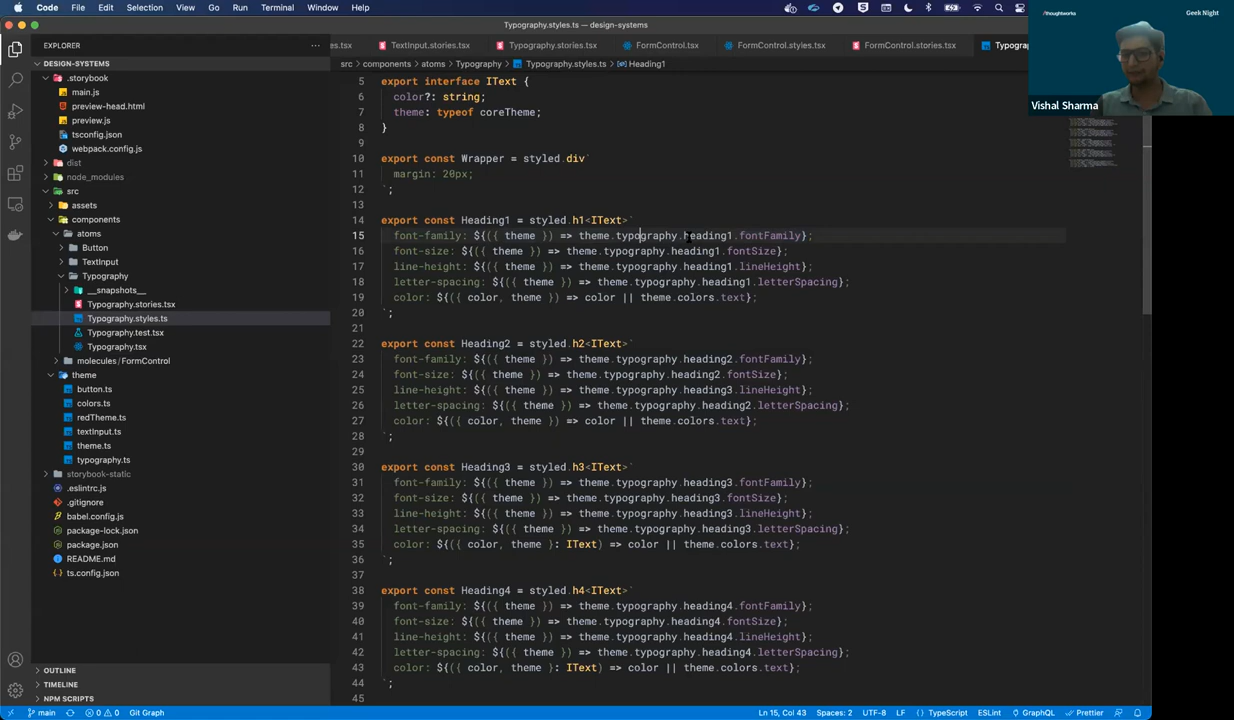 Code File Edit Selection View Go Run Terminal Window Help
/thoughtworks
Geek Night
Vishal Sharma
Typography.styles.ts — design-systems
EXPLORER
s.tsx
TextInput.stories.tsx
Typography.stories.tsx
FormControl.tsx
FormControl.styles.tsx
FormControl.stories.tsx
Typogra
src > components > atoms > Typography > Typography.styles.ts > Heading1
DESIGN-SYSTEMS
.storybook
main.js
preview-head.html
preview.js
tsconfig.json
webpack.config.js
dist
node_modules
src
assets
components
atoms
Button
TextInput
Typography
__snapshots__
Typography.stories.tsx
Typography.styles.ts
Typography.test.tsx
Typography.tsx
molecules / FormControl
theme
button.ts
colors.ts
redTheme.ts
textInput.ts
theme.ts
typography.ts
storybook-static
.eslintrc.js
.gitignore
babel.config.js
package-lock.json
package.json
README.md
ts.config.json
OUTLINE
TIMELINE
NPM SCRIPTS
5 export interface IText {
6 color?: string;
7 theme: typeof coreTheme;
8 }
9
10 export const Wrapper = styled.div`
11 margin: 20px;
12 `;
13
14 export const Heading1 = styled.h1<IText>`
15 font-family: ${({ theme }) => theme.typography.heading1.fontFamily};
16 font-size: ${({ theme }) => theme.typography.heading1.fontSize};
17 line-height: ${({ theme }) => theme.typography.heading1.lineHeight};
18 letter-spacing: ${({ theme }) => theme.typography.heading1.letterSpacing};
19 color: ${({ color, theme }) => color || theme.colors.text};
20 `;
21
22 export const Heading2 = styled.h2<IText>`
23 font-family: ${({ theme }) => theme.typography.heading2.fontFamily};
24 font-size: ${({ theme }) => theme.typography.heading2.fontSize};
25 line-height: ${({ theme }) => theme.typography.heading2.lineHeight};
26 letter-spacing: ${({ theme }) => theme.typography.heading2.letterSpacing};
27 color: ${({ color, theme }) => color || theme.colors.text};
28 `;
29
30 export const Heading3 = styled.h3<IText>`
31 font-family: ${({ theme }) => theme.typography.heading3.fontFamily};
32 font-size: ${({ theme }) => theme.typography.heading3.fontSize};
33 line-height: ${({ theme }) => theme.typography.heading3.lineHeight};
34 letter-spacing: ${({ theme }) => theme.typography.heading3.letterSpacing};
35 color: ${({ color, theme }: IText) => color || theme.colors.text};
36 `;
37
38 export const Heading4 = styled.h4<IText>`
39 font-family: ${({ theme }) => theme.typography.heading4.fontFamily};
40 font-size: ${({ theme }) => theme.typography.heading4.fontSize};
41 line-height: ${({ theme }) => theme.typography.heading4.lineHeight};
42 letter-spacing: ${({ theme }) => theme.typography.heading4.letterSpacing};
43 color: ${({ color, theme }: IText) => color || theme.colors.text};
44 `;
45
main 0 0 Git Graph
Ln 15, Col 43 Spaces: 2 UTF-8 LF TypeScript ESLint GraphQL Prettier